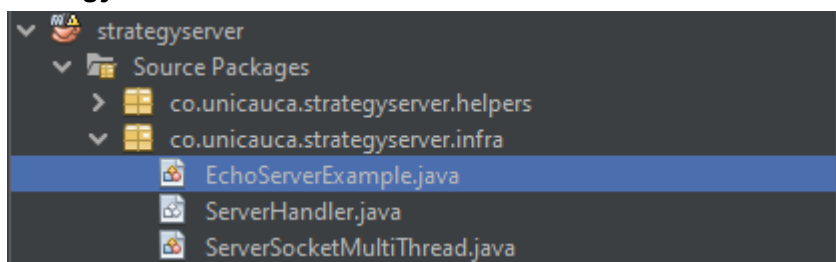 strategyserver
Source Packages
co.unicauca.strategyserver.helpers
co.unicauca.strategyserver.infra
EchoServerExample.java
ServerHandler.java
ServerSocketMultiThread.java